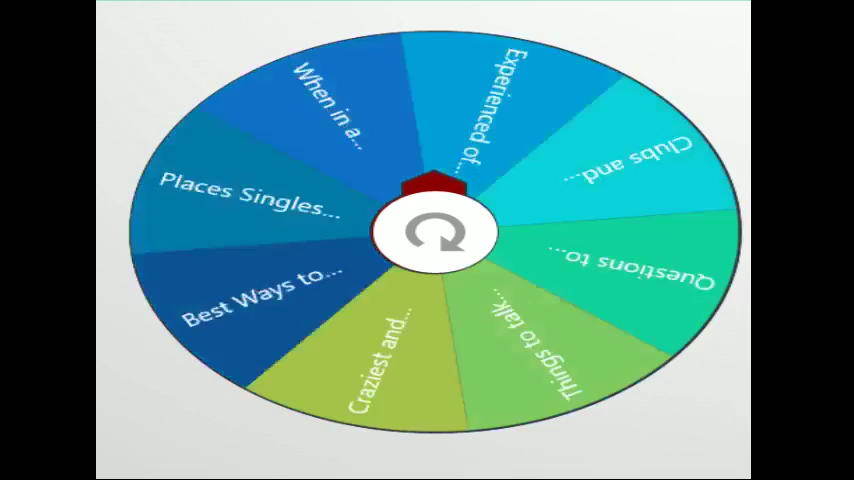 Experienced of...
Clubs and...
Questions to...
Things to talk...
Craziest and...
Best Ways to...
Places Singles...
When in a...